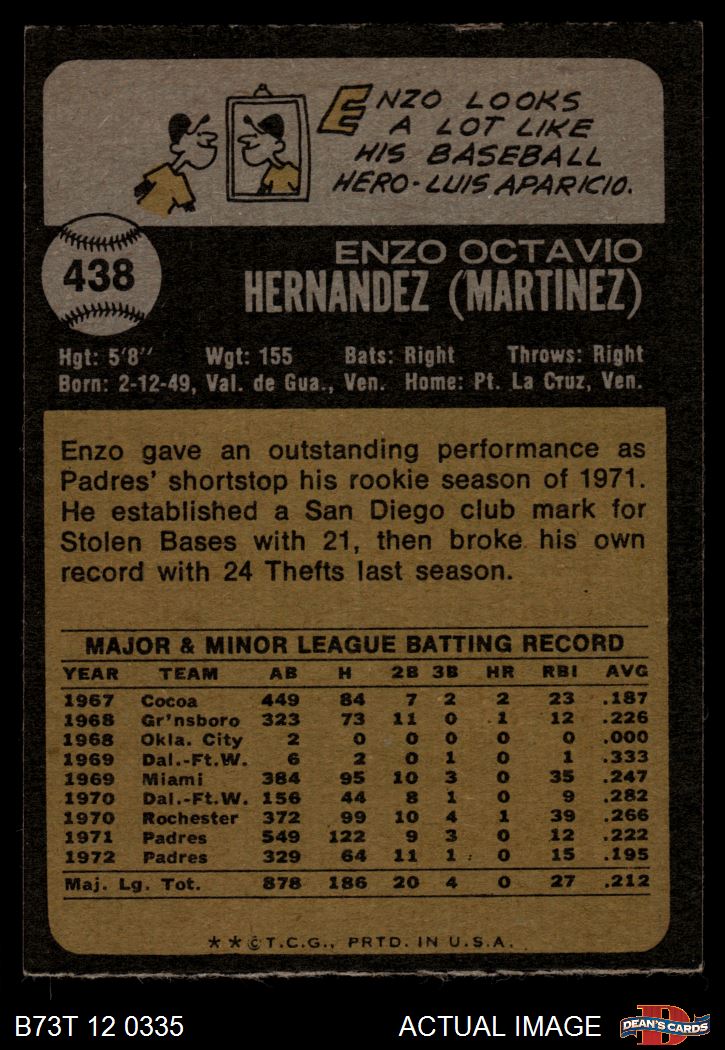 ENZO LOOKS
A LOT LIKE
HIS BASEBALL
HERO-LUIS APARICIO.
438
ENZO OCTAVIO
HERNANDEZ (MARTINEZ)
Hgt: 5'8" Wgt: 155 Bats: Right Throws: Right
Born: 2-12-49, Val. de Gua., Ven. Home: Pt. La Cruz, Ven.
Enzo gave an outstanding performance as
Padres' shortstop his rookie season of 1971.
He established a San Diego club mark for
Stolen Bases with 21, then broke his own
record with 24 Thefts last season.
MAJOR & MINOR LEAGUE BATTING RECORD
YEAR TEAM AB H 2B 3B HR RBI AVG
1967 Cocoa 449 84 7 2 2 23 .187
1968 Gr'nsboro 323 73 11 0 1 12 .226
1968 Okla. City 2 0 0 0 0 0 .000
1969 Dal.-Ft.W. 6 2 0 1 0 1 .333
1969 Miami 384 95 10 3 0 35 .247
1970 Dal.-Ft.W. 156 44 8 1 0 9 .282
1970 Rochester 372 99 10 4 1 39 .266
1971 Padres 549 122 9 3 0 12 .222
1972 Padres 329 64 11 1 0 15 .195
Maj. Lg. Tot. 878 186 20 4 0 27 .212
* * © T.C.G., PRTD. IN U.S.A.
B73T 12 0335 ACTUAL IMAGE D DEAN'S CARDS